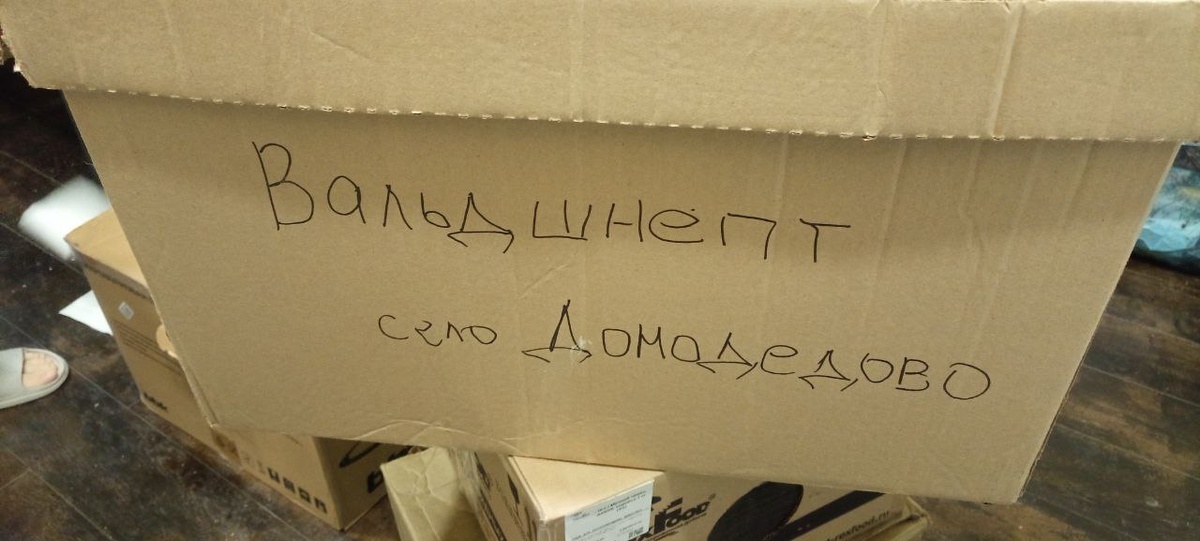 Вальдшнепт
село Домодедово